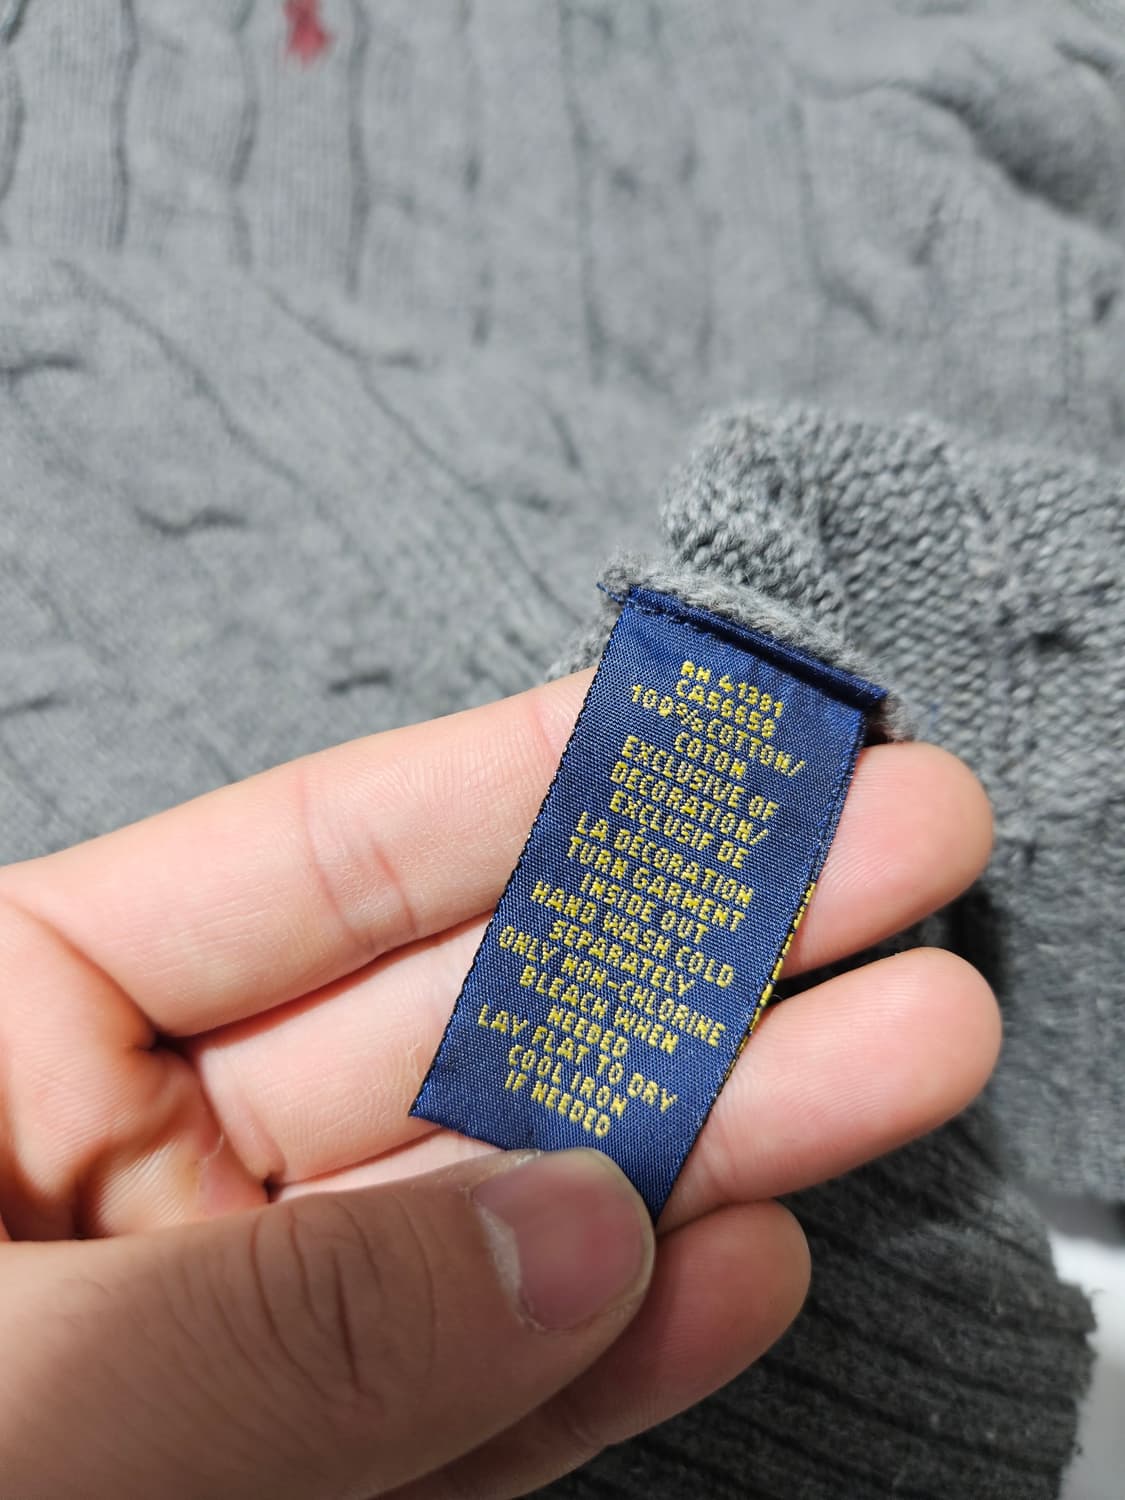 RN 41381
CA56658
100% COTTON/
COTON
EXCLUSIVE OF
DECORATION/
EXCLUSIF DE
LA DÉCORATION
TURN GARMENT
INSIDE OUT
HAND WASH COLD
SEPARATELY
ONLY NON-CHLORINE
BLEACH WHEN
NEEDED
LAY FLAT TO DRY
COOL IRON
IF NEEDED